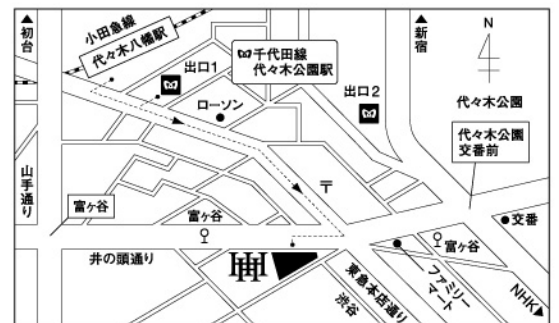 ▲初台
小田急線
代々木八幡駅
出口1
千代田線
代々木公園駅
出口2
▲新宿
N
代々木公園
代々木公園
交番前
ローソン
山手通り
富ヶ谷
富ヶ谷
〒
交番
富ヶ谷
井の頭通り
東急本店通り
渋谷
ファミリー
マート
NHK▲